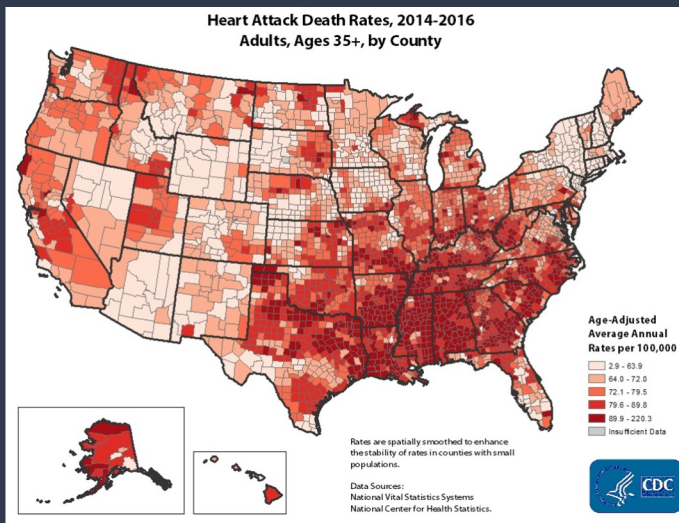 Heart Attack Death Rates, 2014-2016
Adults, Ages 35+, by County
Age-Adjusted
Average Annual
Rates per 100,000
2.9 - 63.9
64.0 - 72.0
72.1 - 79.5
79.6 - 89.8
89.9 - 220.3
Insufficient Data
Rates are spatially smoothed to enhance
the stability of rates in counties with small
populations.
Data Sources:
National Vital Statistics Systems
National Center for Health Statistics.
CDC